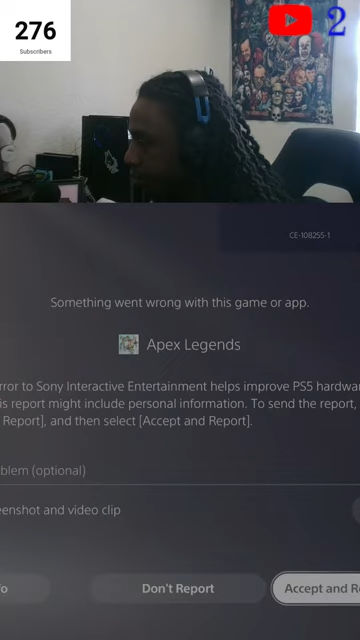 276
Subscribers
2
CE-108255-1
Something went wrong with this game or app.
Apex Legends
rror to Sony Interactive Entertainment helps improve PS5 hardwa
is report might include personal information. To send the report,
Report], and then select [Accept and Report].
blem (optional)
eenshot and video clip
fo
Don't Report
Accept and Re